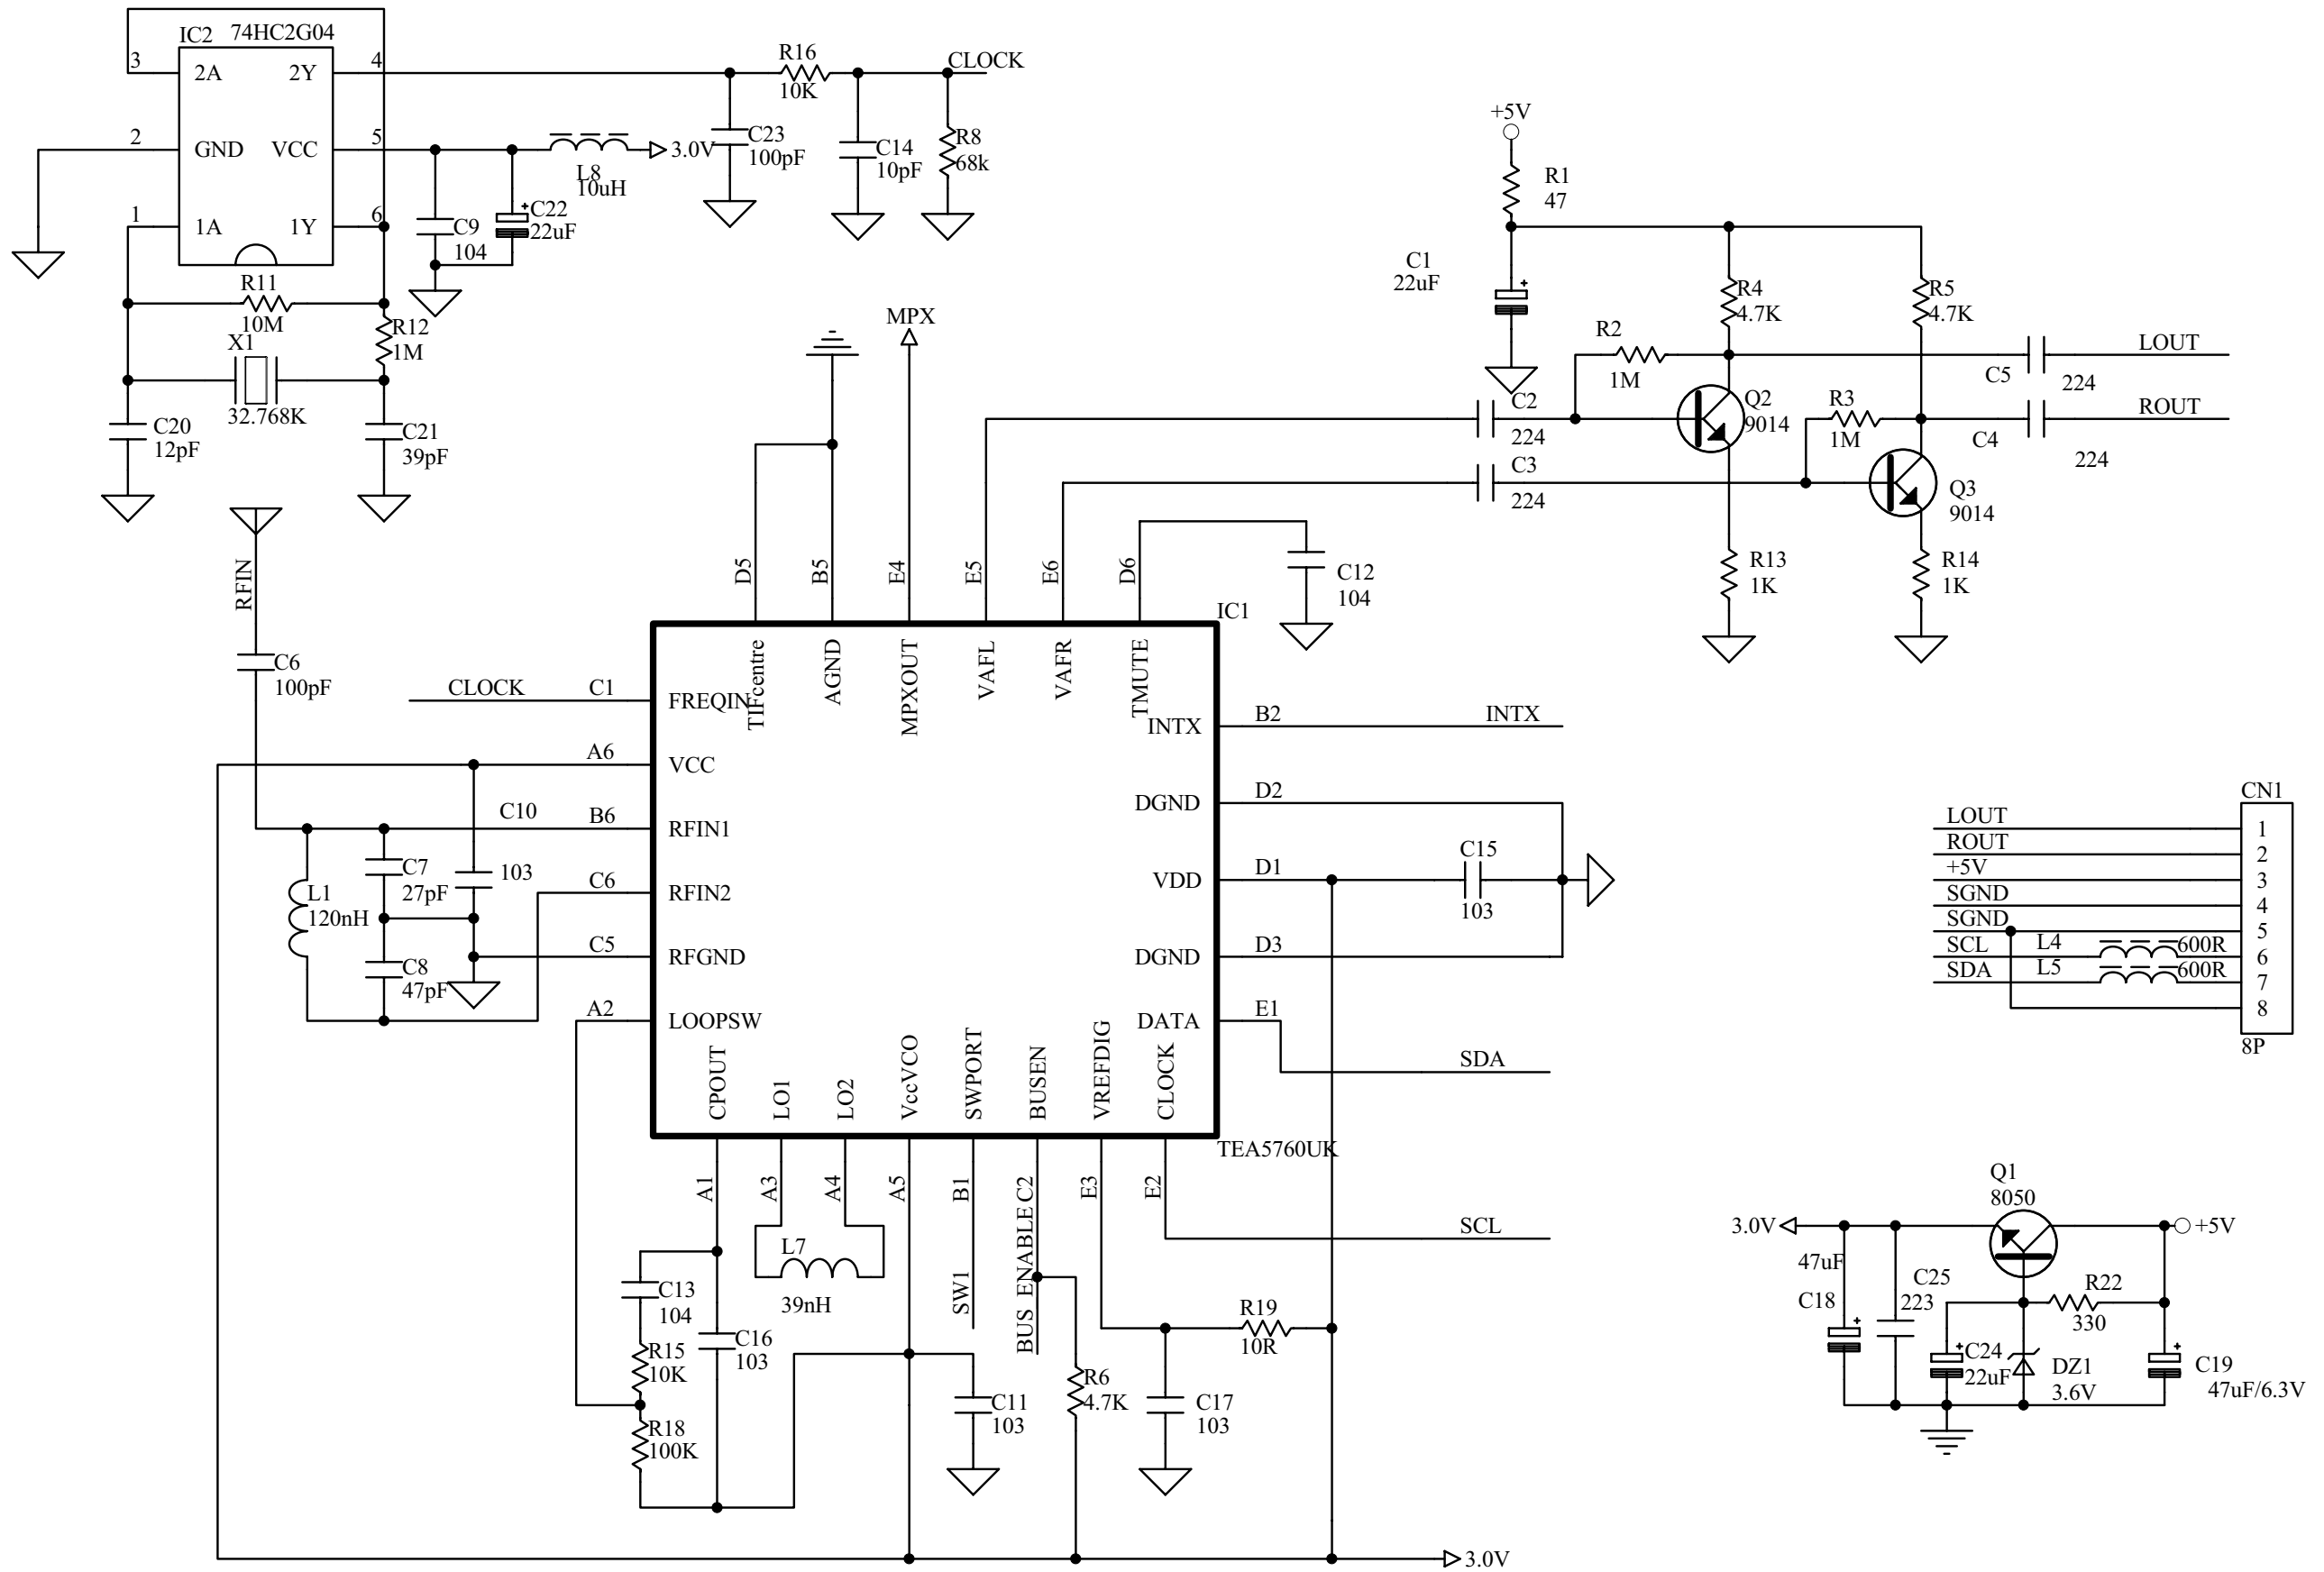 IC2 74HC2G04
3 2A 2Y 4
2 GND VCC 5
1 1A 1Y 6
R16
10K
CLOCK
C23
100pF
C14
10pF
R8
68k
3.0V
L8
10uH
C9
104
C22
22uF
R11
10M
R12
1M
X1
32.768K
C20
12pF
C21
39pF
+5V
R1
47
C1
22uF
R4
4.7K
R5
4.7K
R2
1M
LOUT
C5
224
Q2
9014
R3
1M
ROUT
C4
224
C2
224
C3
224
Q3
9014
R13
1K
R14
1K
MPX
RFIN
C6
100pF
D5
B5
E4
E5
E6
D6
C12
104
IC1
TIFcentre
AGND
MPXOUT
VAFL
VAFR
TMUTE
CLOCK C1 FREQIN
A6 VCC
C10
103
B6 RFIN1
C6 RFIN2
C5 RFGND
A2 LOOPSW
L1
120nH
C7
27pF
C8
47pF
INTX B2 INTX
DGND D2
VDD D1
DGND D3
DATA E1
C15
103
SDA
CPOUT
LO1
LO2
VccVCO
SWPORT
BUSEN
VREFDIG
CLOCK
TEA5760UK
A1
A3
A4
A5
B1
C2
E3
E2
SCL
L7
39nH
SW1
BUS ENABLE
C13
104
R15
10K
R18
100K
C16
103
C11
103
R6
4.7K
C17
103
R19
10R
3.0V
CN1
LOUT 1
ROUT 2
+5V 3
SGND 4
SGND 5
SCL L4 600R 6
SDA L5 600R 7
8
8P
Q1
8050
3.0V
+5V
47uF
C18
C25
223
R22
330
C24
22uF
DZ1
3.6V
C19
47uF/6.3V